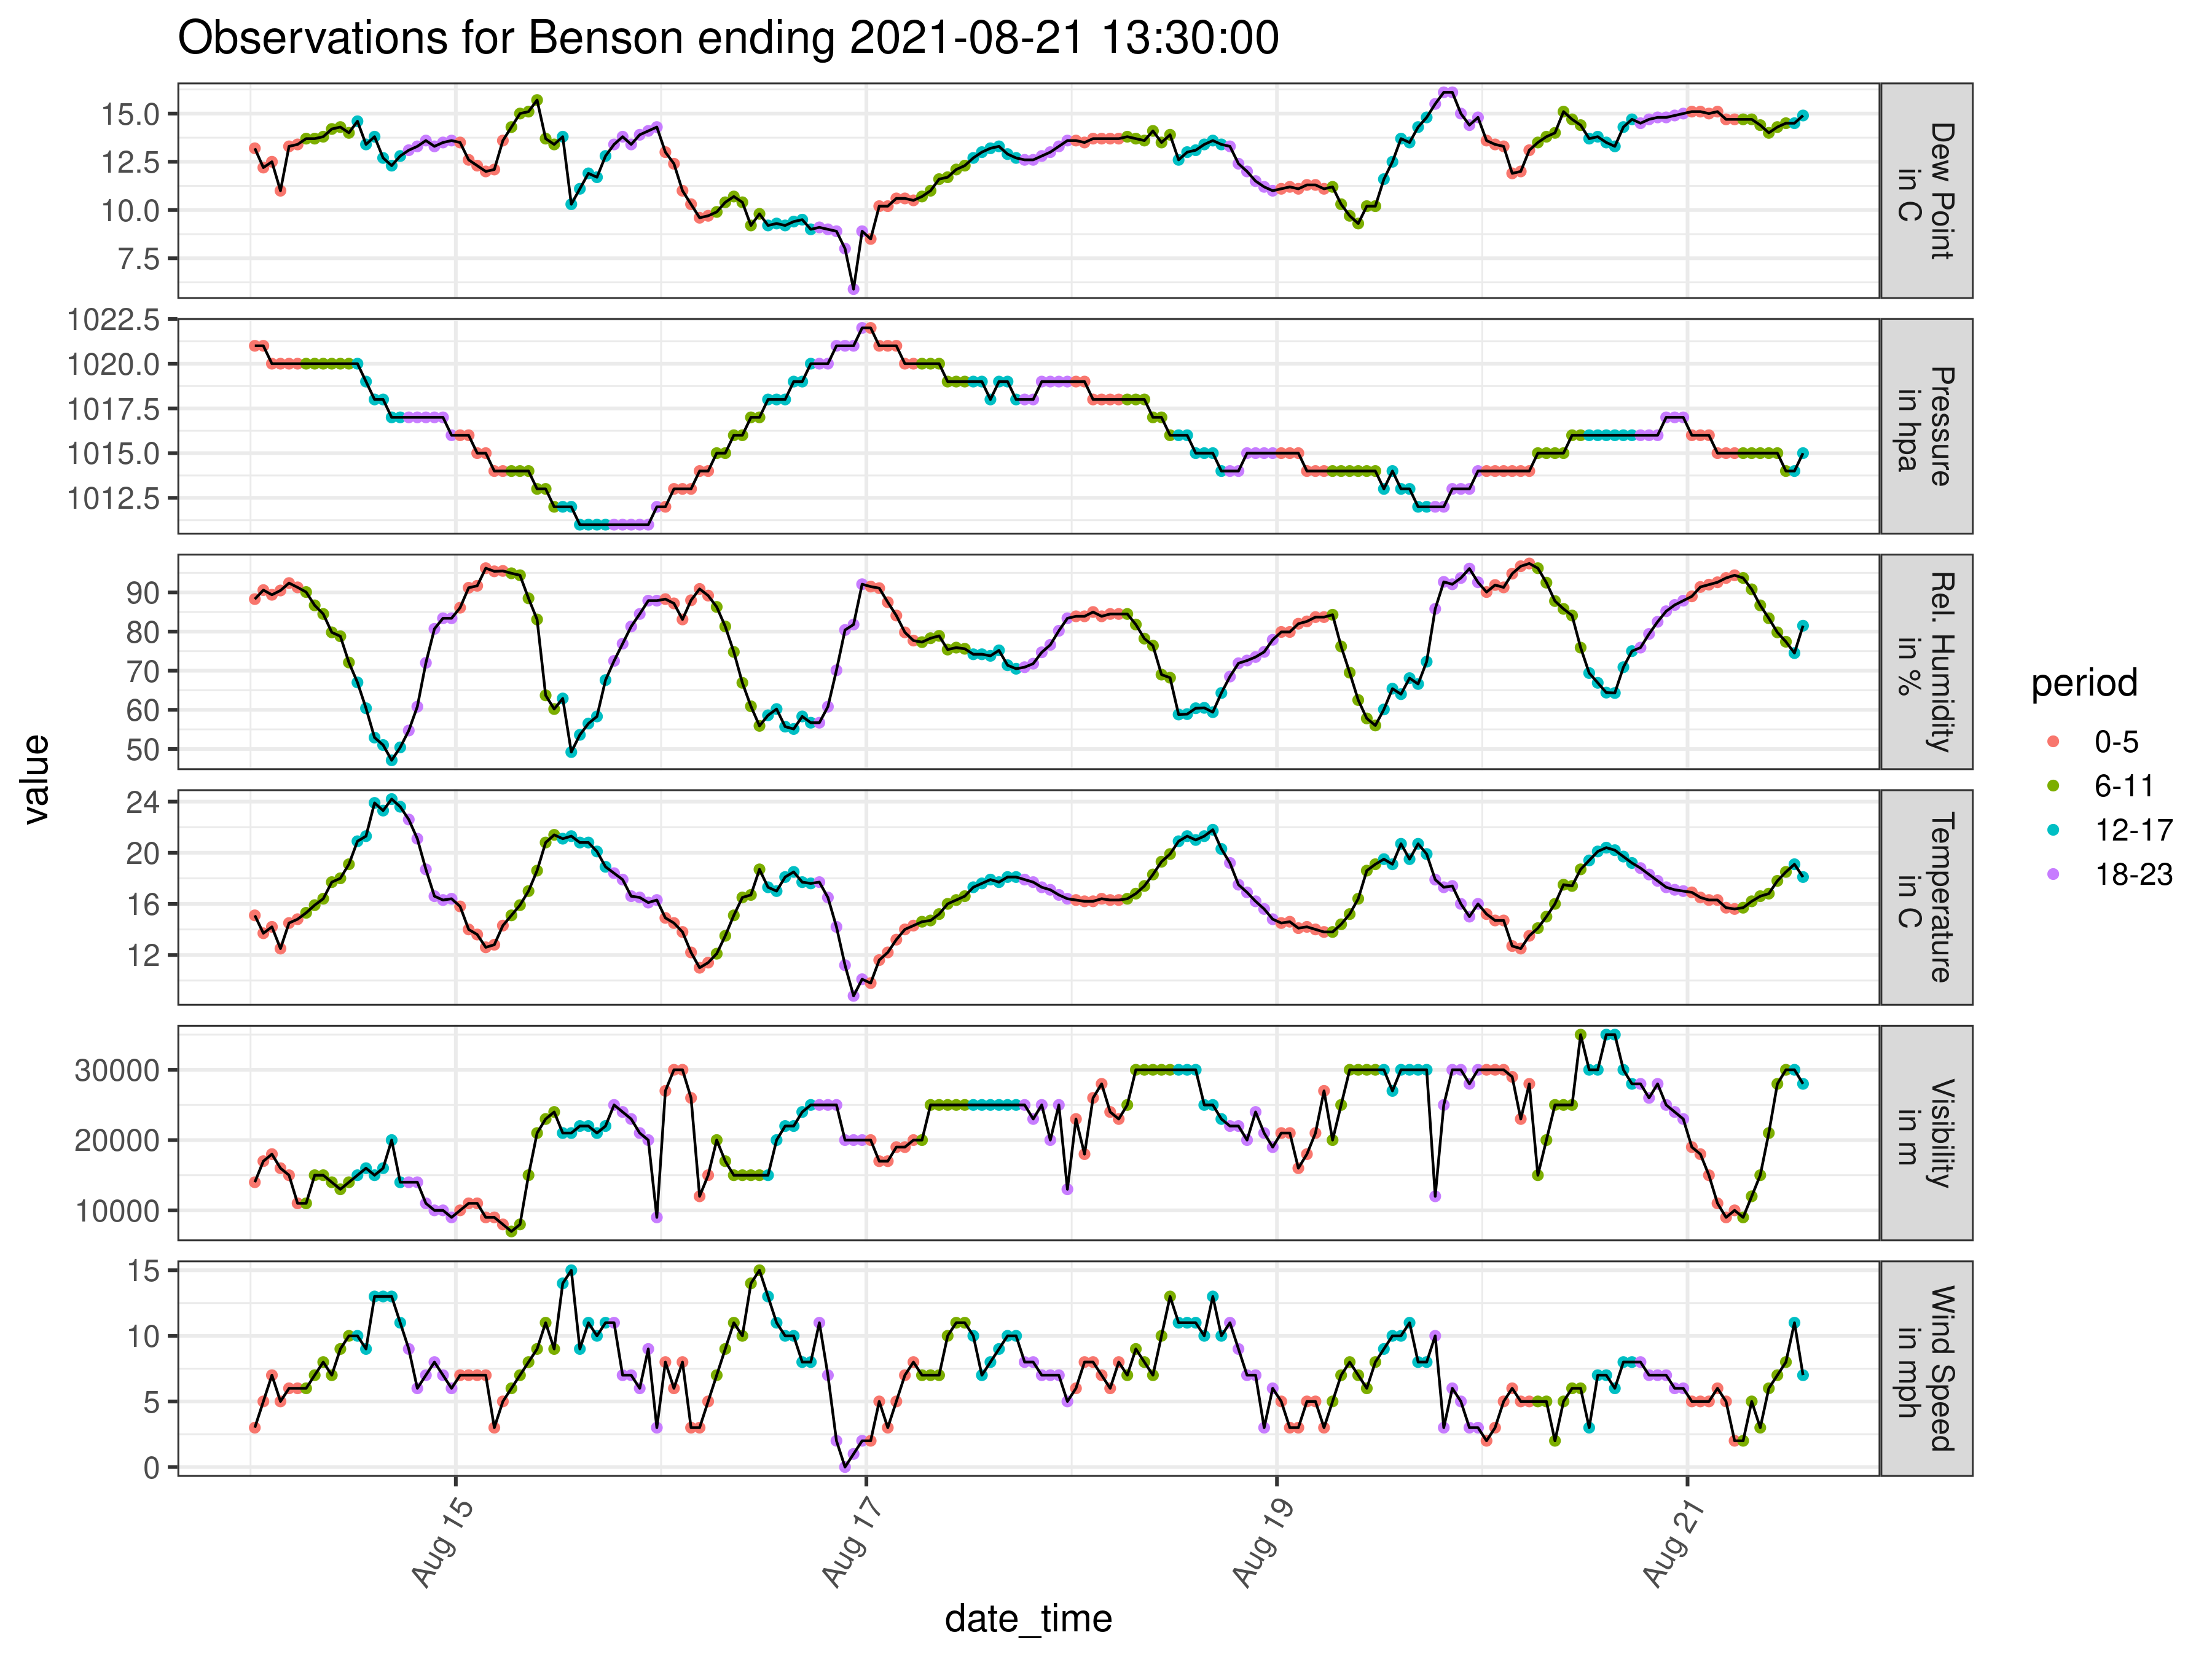 Observations for Benson ending 2021-08-21 13:30:00
15.0
12.5
10.0
7.5
Dew Point
in C
1022.5
1020.0
1017.5
1015.0
1012.5
Pressure
in hpa
90
80
70
60
50
Rel. Humidity
in %
24
20
16
12
Temperature
in C
30000
20000
10000
Visibility
in m
15
10
5
0
Wind Speed
in mph
value
Aug 15
Aug 17
Aug 19
Aug 21
date_time
period
0-5
6-11
12-17
18-23